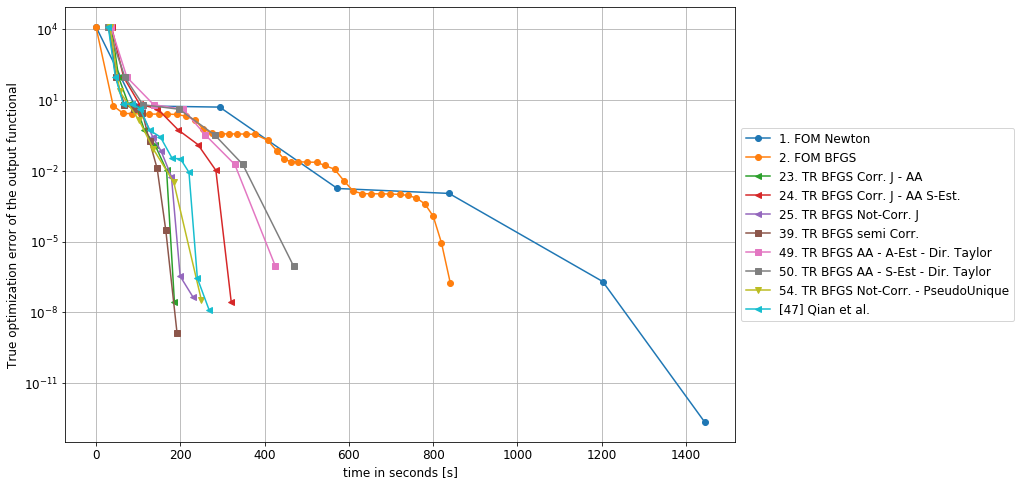 True optimization error of the output functional
10^4
10^1
10^-2
10^-5
10^-8
10^-11
0 200 400 600 800 1000 1200 1400
time in seconds [s]
1. FOM Newton
2. FOM BFGS
23. TR BFGS Corr. J - AA
24. TR BFGS Corr. J - AA S-Est.
25. TR BFGS Not-Corr. J
39. TR BFGS semi Corr.
49. TR BFGS AA - A-Est - Dir. Taylor
50. TR BFGS AA - S-Est - Dir. Taylor
54. TR BFGS Not-Corr. - PseudoUnique
[47] Qian et al.